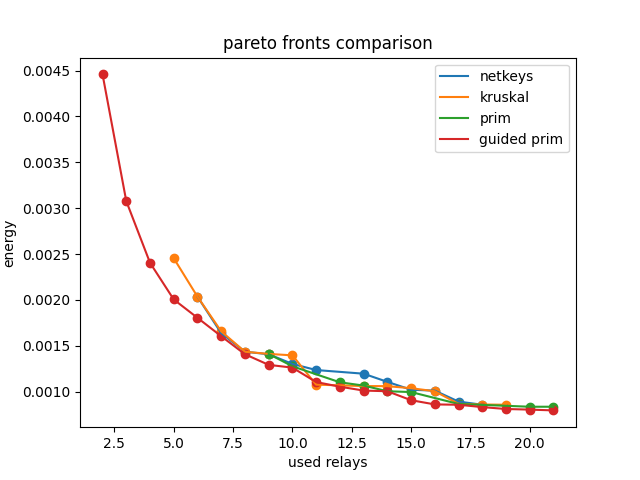 pareto fronts comparison
netkeys
kruskal
prim
guided prim
energy
0.0045
0.0040
0.0035
0.0030
0.0025
0.0020
0.0015
0.0010
2.5 5.0 7.5 10.0 12.5 15.0 17.5 20.0
used relays